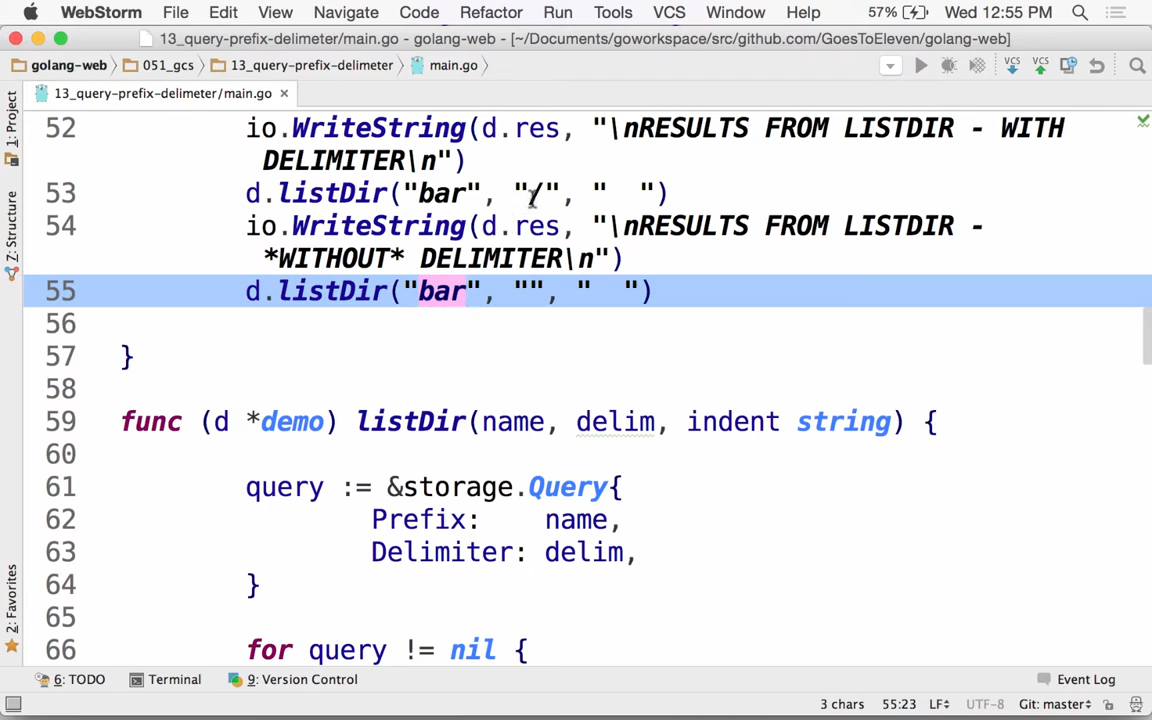 WebStorm File Edit View Navigate Code Refactor Run Tools VCS Window Help 57% Wed 12:55 PM
13_query-prefix-delimeter/main.go - golang-web - [~/Documents/goworkspace/src/github.com/GoesToEleven/golang-web]
golang-web 051_gcs 13_query-prefix-delimeter main.go VCS VCS
13_query-prefix-delimeter/main.go
1: Project
Z: Structure
2: Favorites
52 io.WriteString(d.res, "\nRESULTS FROM LISTDIR - WITH
DELIMITER\n")
53 d.listDir("bar", "/", "  ")
54 io.WriteString(d.res, "\nRESULTS FROM LISTDIR -
*WITHOUT* DELIMITER\n")
55 d.listDir("bar", "", "  ")
56
57 }
58
59 func (d *demo) listDir(name, delim, indent string) {
60
61 query := &storage.Query{
62 Prefix: name,
63 Delimiter: delim,
64 }
65
66 for query != nil {
6: TODO Terminal 9: Version Control Event Log
3 chars 55:23 LF UTF-8 Git: master